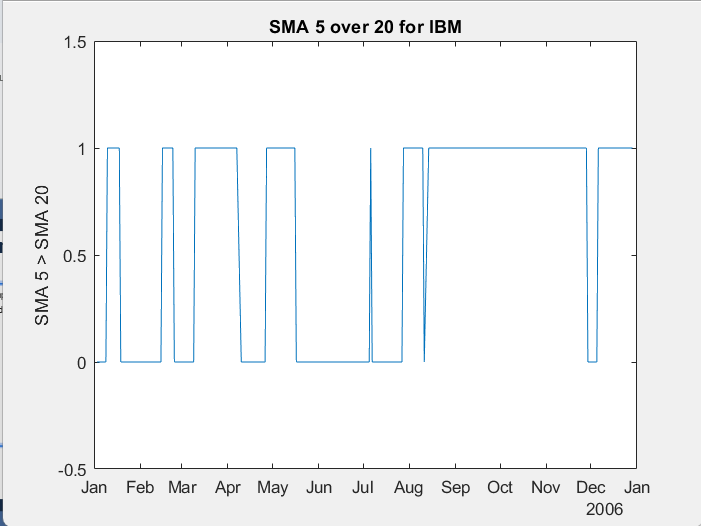 SMA 5 over 20 for IBM
1.5
1
0.5
0
-0.5
SMA 5 > SMA 20
Jan Feb Mar Apr May Jun Jul Aug Sep Oct Nov Dec Jan
2006